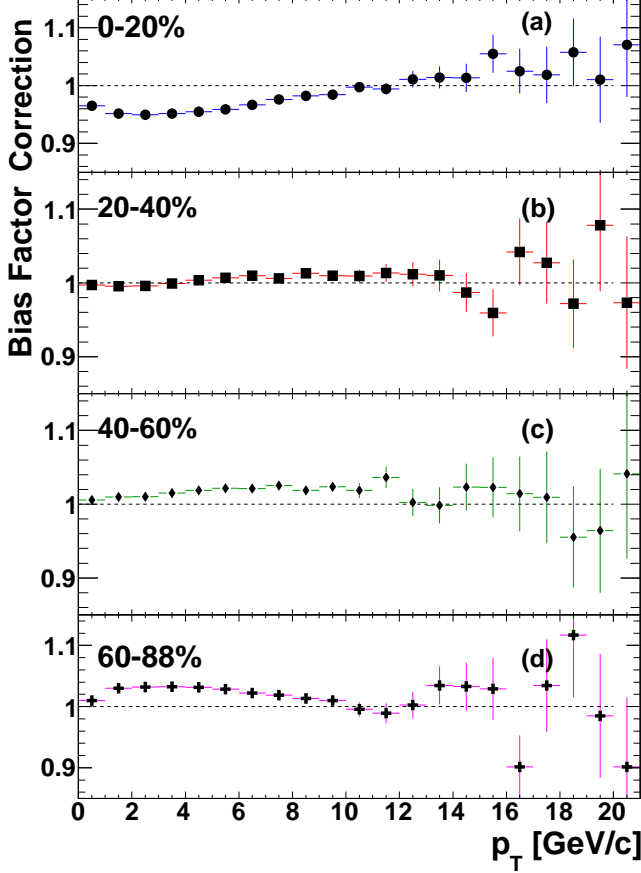 Bias Factor Correction
1.1
0-20%
(a)
1
0.9
1.1
20-40%
(b)
1
0.9
1.1
40-60%
(c)
1
0.9
1.1
60-88%
(d)
1
0.9
0 2 4 6 8 10 12 14 16 18 20
p_T [GeV/c]